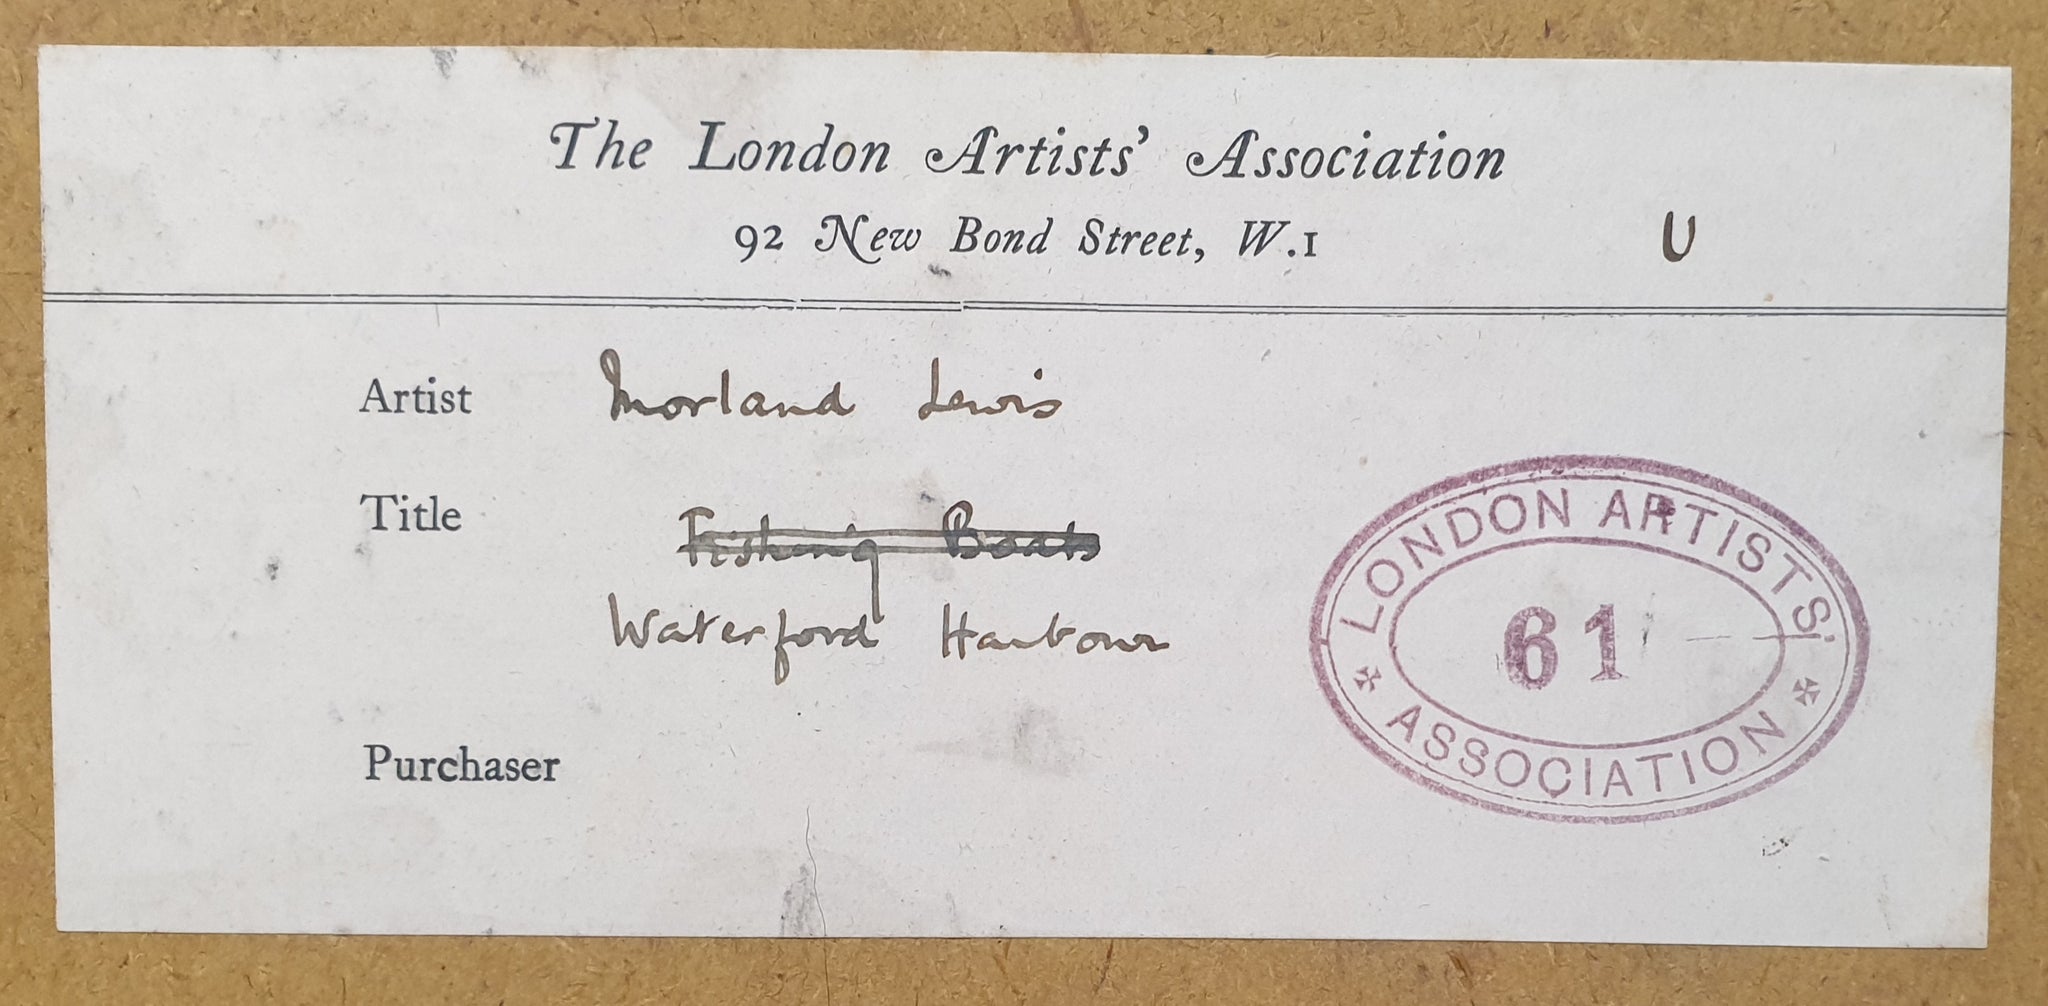 The London Artists' Association
92 New Bond Street, W.1
U
Artist Morland Lewis
Title Fishing Boats
Waterford Harbour
Purchaser
LONDON ARTISTS'
61
ASSOCIATION